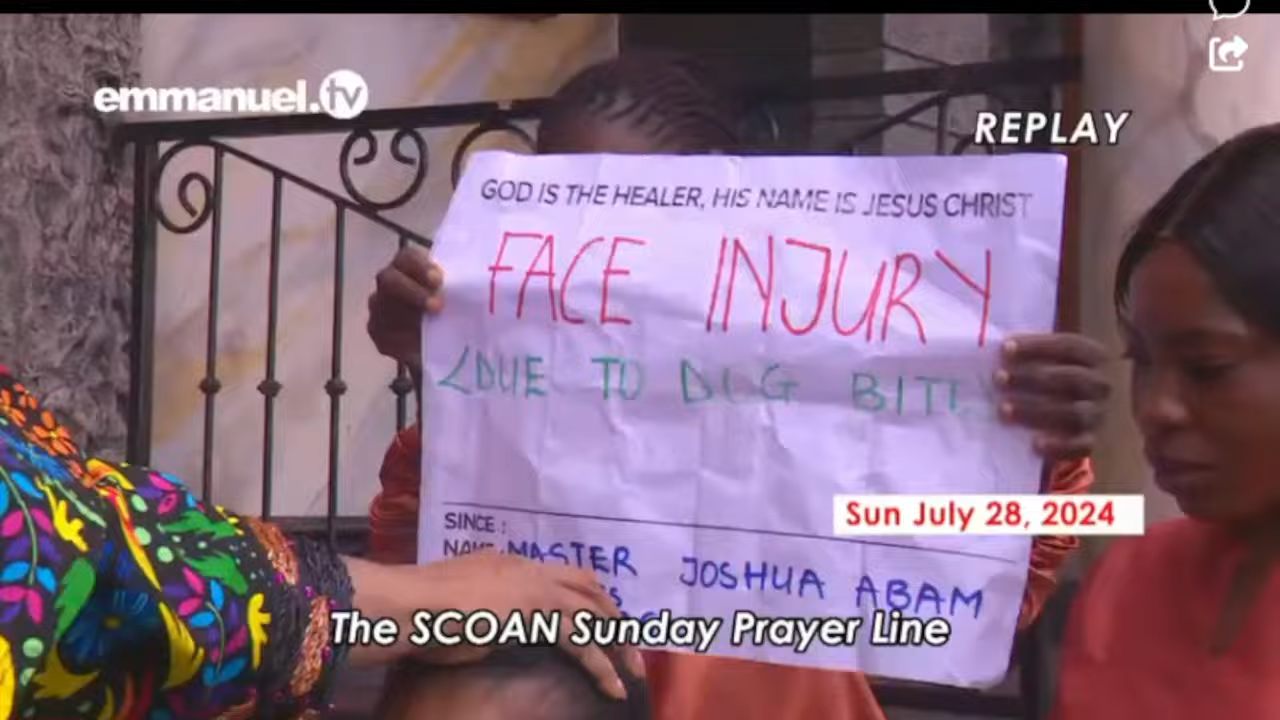 emmanuel.tv
REPLAY
GOD IS THE HEALER, HIS NAME IS JESUS CHRIST
FACE INJURY
<DUE TO DOG BITE
SINCE :
Sun July 28, 2024
NAME : MASTER JOSHUA ABAM
The SCOAN Sunday Prayer Line